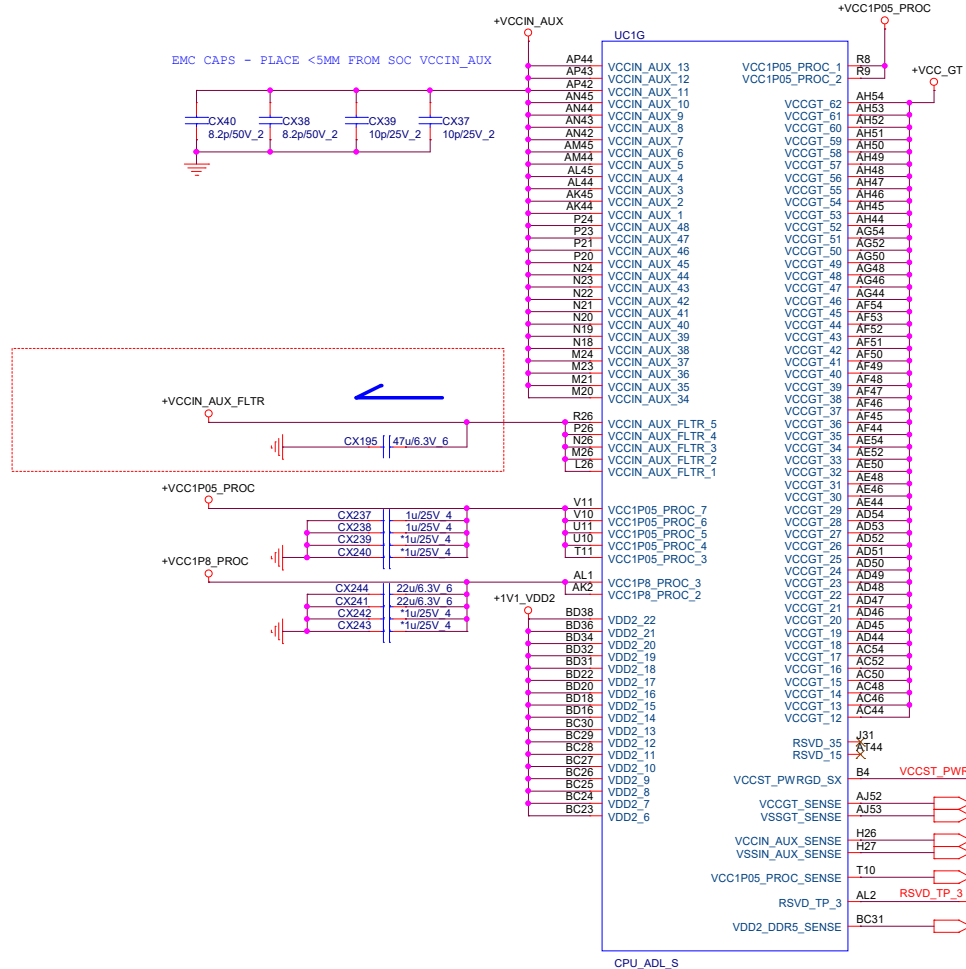 +VCC1P05_PROC
+VCCIN_AUX
UC1G
EMC CAPS - PLACE <5MM FROM SOC VCCIN_AUX
+VCC_GT
CX40
8.2p/50V_2
CX38
8.2p/50V_2
CX39
10p/25V_2
CX37
10p/25V_2
AP44 VCCIN_AUX_13
AP43 VCCIN_AUX_12
AP42 VCCIN_AUX_11
AN45 VCCIN_AUX_10
AN44 VCCIN_AUX_9
AN43 VCCIN_AUX_8
AN42 VCCIN_AUX_7
AM45 VCCIN_AUX_6
AM44 VCCIN_AUX_5
AL45 VCCIN_AUX_4
AL44 VCCIN_AUX_3
AK45 VCCIN_AUX_2
AK44 VCCIN_AUX_1
P24 VCCIN_AUX_48
P23 VCCIN_AUX_47
P21 VCCIN_AUX_46
P20 VCCIN_AUX_45
N24 VCCIN_AUX_44
N23 VCCIN_AUX_43
N22 VCCIN_AUX_42
N21 VCCIN_AUX_41
N20 VCCIN_AUX_40
N19 VCCIN_AUX_39
N18 VCCIN_AUX_38
M24 VCCIN_AUX_37
M23 VCCIN_AUX_36
M21 VCCIN_AUX_35
M20 VCCIN_AUX_34
+VCCIN_AUX_FLTR
CX195 47u/6.3V_6
R26 VCCIN_AUX_FLTR_5
P26 VCCIN_AUX_FLTR_4
N26 VCCIN_AUX_FLTR_3
M26 VCCIN_AUX_FLTR_2
L26 VCCIN_AUX_FLTR_1
+VCC1P05_PROC
CX237 1u/25V_4
CX238 1u/25V_4
CX239 *1u/25V_4
CX240 *1u/25V_4
V11 VCC1P05_PROC_7
V10 VCC1P05_PROC_6
U11 VCC1P05_PROC_5
U10 VCC1P05_PROC_4
T11 VCC1P05_PROC_3
+VCC1P8_PROC
CX244 22u/6.3V_6
CX241 22u/6.3V_6
CX242 *1u/25V_4
CX243 *1u/25V_4
AL1 VCC1P8_PROC_3
AK2 VCC1P8_PROC_2
+1V1_VDD2
BD38 VDD2_22
BD36 VDD2_21
BD34 VDD2_20
BD32 VDD2_19
BD31 VDD2_18
BD22 VDD2_17
BD20 VDD2_16
BD18 VDD2_15
BD16 VDD2_14
BC30 VDD2_13
BC29 VDD2_12
BC28 VDD2_11
BC27 VDD2_10
BC26 VDD2_9
BC25 VDD2_8
BC24 VDD2_7
BC23 VDD2_6
VCC1P05_PROC_1 R8
VCC1P05_PROC_2 R9
VCCGT_62 AH54
VCCGT_61 AH53
VCCGT_60 AH52
VCCGT_59 AH51
VCCGT_58 AH50
VCCGT_57 AH49
VCCGT_56 AH48
VCCGT_55 AH47
VCCGT_54 AH46
VCCGT_53 AH45
VCCGT_52 AH44
VCCGT_51 AG54
VCCGT_50 AG52
VCCGT_49 AG50
VCCGT_48 AG48
VCCGT_47 AG46
VCCGT_46 AG44
VCCGT_45 AF54
VCCGT_44 AF53
VCCGT_43 AF52
VCCGT_42 AF51
VCCGT_41 AF50
VCCGT_40 AF49
VCCGT_39 AF48
VCCGT_38 AF47
VCCGT_37 AF46
VCCGT_36 AF45
VCCGT_35 AF44
VCCGT_34 AE54
VCCGT_33 AE52
VCCGT_32 AE50
VCCGT_31 AE48
VCCGT_30 AE46
VCCGT_29 AE44
VCCGT_28 AD54
VCCGT_27 AD53
VCCGT_26 AD52
VCCGT_25 AD51
VCCGT_24 AD50
VCCGT_23 AD49
VCCGT_22 AD48
VCCGT_21 AD47
VCCGT_20 AD46
VCCGT_19 AD45
VCCGT_18 AD44
VCCGT_17 AC54
VCCGT_16 AC52
VCCGT_15 AC50
VCCGT_14 AC48
VCCGT_13 AC46
VCCGT_12 AC44
RSVD_35 J31
RSVD_15 AT44
VCCST_PWRGD_SX B4 VCCST_PWR
VCCGT_SENSE AJ52
VSSGT_SENSE AJ53
VCCIN_AUX_SENSE H26
VSSIN_AUX_SENSE H27
VCC1P05_PROC_SENSE T10
RSVD_TP_3 AL2 RSVD_TP_3
VDD2_DDR5_SENSE BC31
CPU_ADL_S